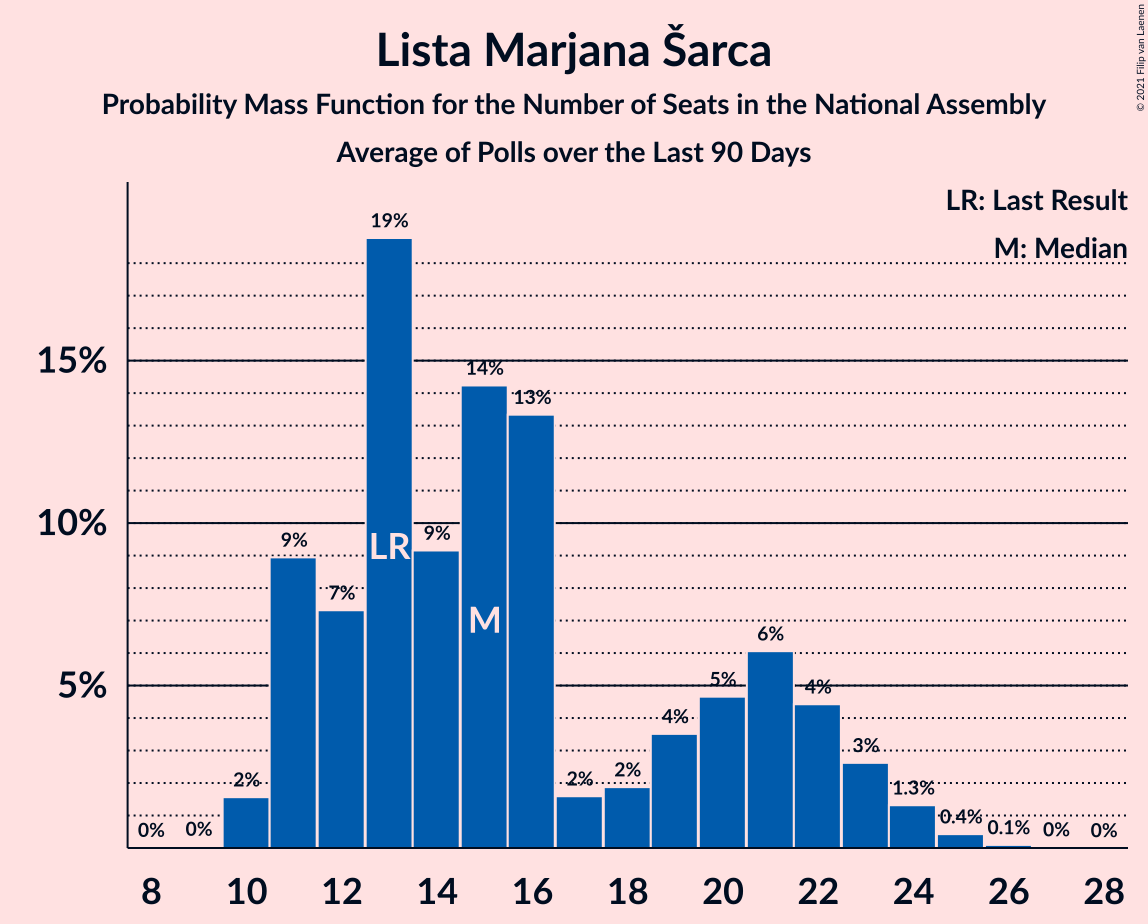 Lista Marjana Šarca
Probability Mass Function for the Number of Seats in the National Assembly
Average of Polls over the Last 90 Days
© 2021 Filip van Laenen
LR: Last Result
M: Median
15%
10%
5%
0%
0%
2%
9%
7%
19%
9%
14%
13%
2%
2%
4%
5%
6%
4%
3%
1.3%
0.4%
0.1%
0%
0%
LR
M
8 10 12 14 16 18 20 22 24 26 28